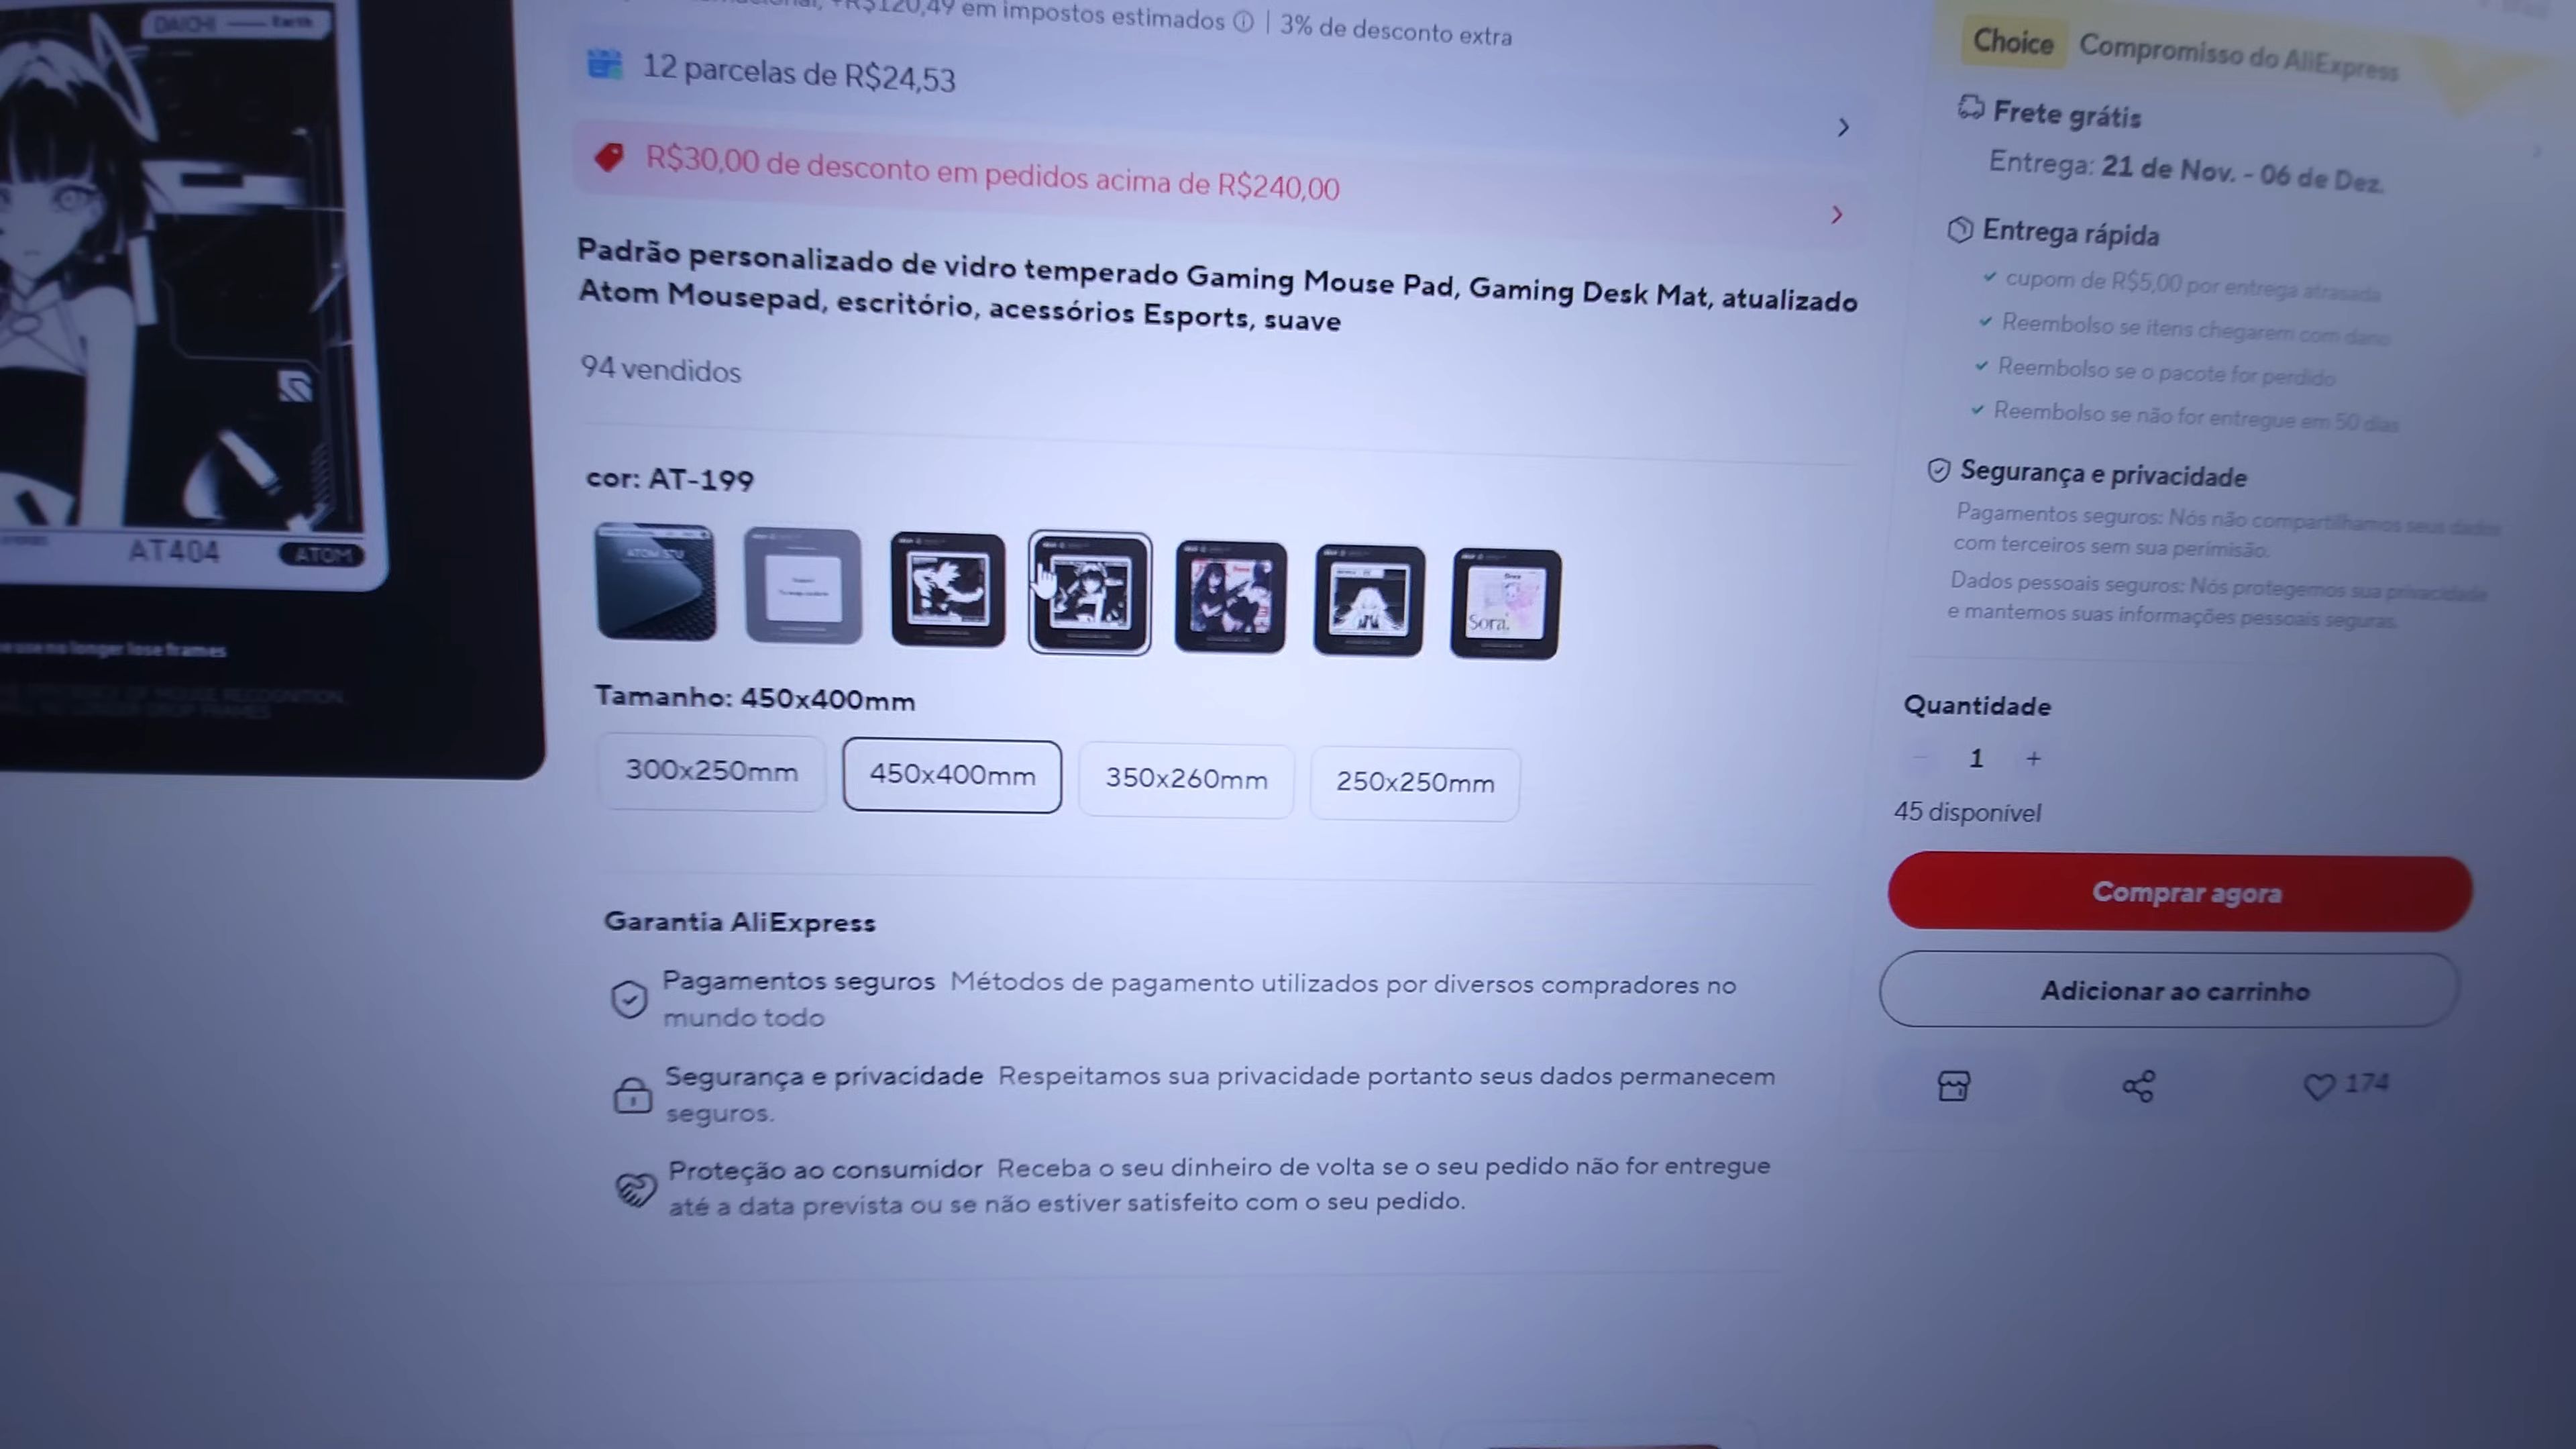 DAICHI Earth
AT404 ATOM
use no longer lose frames
+R$120,49 em impostos estimados | 3% de desconto extra
12 parcelas de R$24,53
R$30,00 de desconto em pedidos acima de R$240,00
Padrão personalizado de vidro temperado Gaming Mouse Pad, Gaming Desk Mat, atualizado
Atom Mousepad, escritório, acessórios Esports, suave
94 vendidos
cor: AT-199
Sora.
Tamanho: 450x400mm
300x250mm
450x400mm
350x260mm
250x250mm
Garantia AliExpress
Pagamentos seguros Métodos de pagamento utilizados por diversos compradores no
mundo todo
Segurança e privacidade Respeitamos sua privacidade portanto seus dados permanecem
seguros.
Proteção ao consumidor Receba o seu dinheiro de volta se o seu pedido não for entregue
até a data prevista ou se não estiver satisfeito com o seu pedido.
Choice Compromisso do AliExpress
Frete grátis
Entrega: 21 de Nov. - 06 de Dez.
Entrega rápida
cupom de R$5,00 por entrega atrasada
Reembolso se itens chegarem com dano
Reembolso se o pacote for perdido
Reembolso se não for entregue em 50 dias
Segurança e privacidade
Pagamentos seguros: Nós não compartilhamos seus dados
com terceiros sem sua perimisão.
Dados pessoais seguros: Nós protegemos sua privacidade
e mantemos suas informações pessoais seguras.
Quantidade
- 1 +
45 disponível
Comprar agora
Adicionar ao carrinho
174